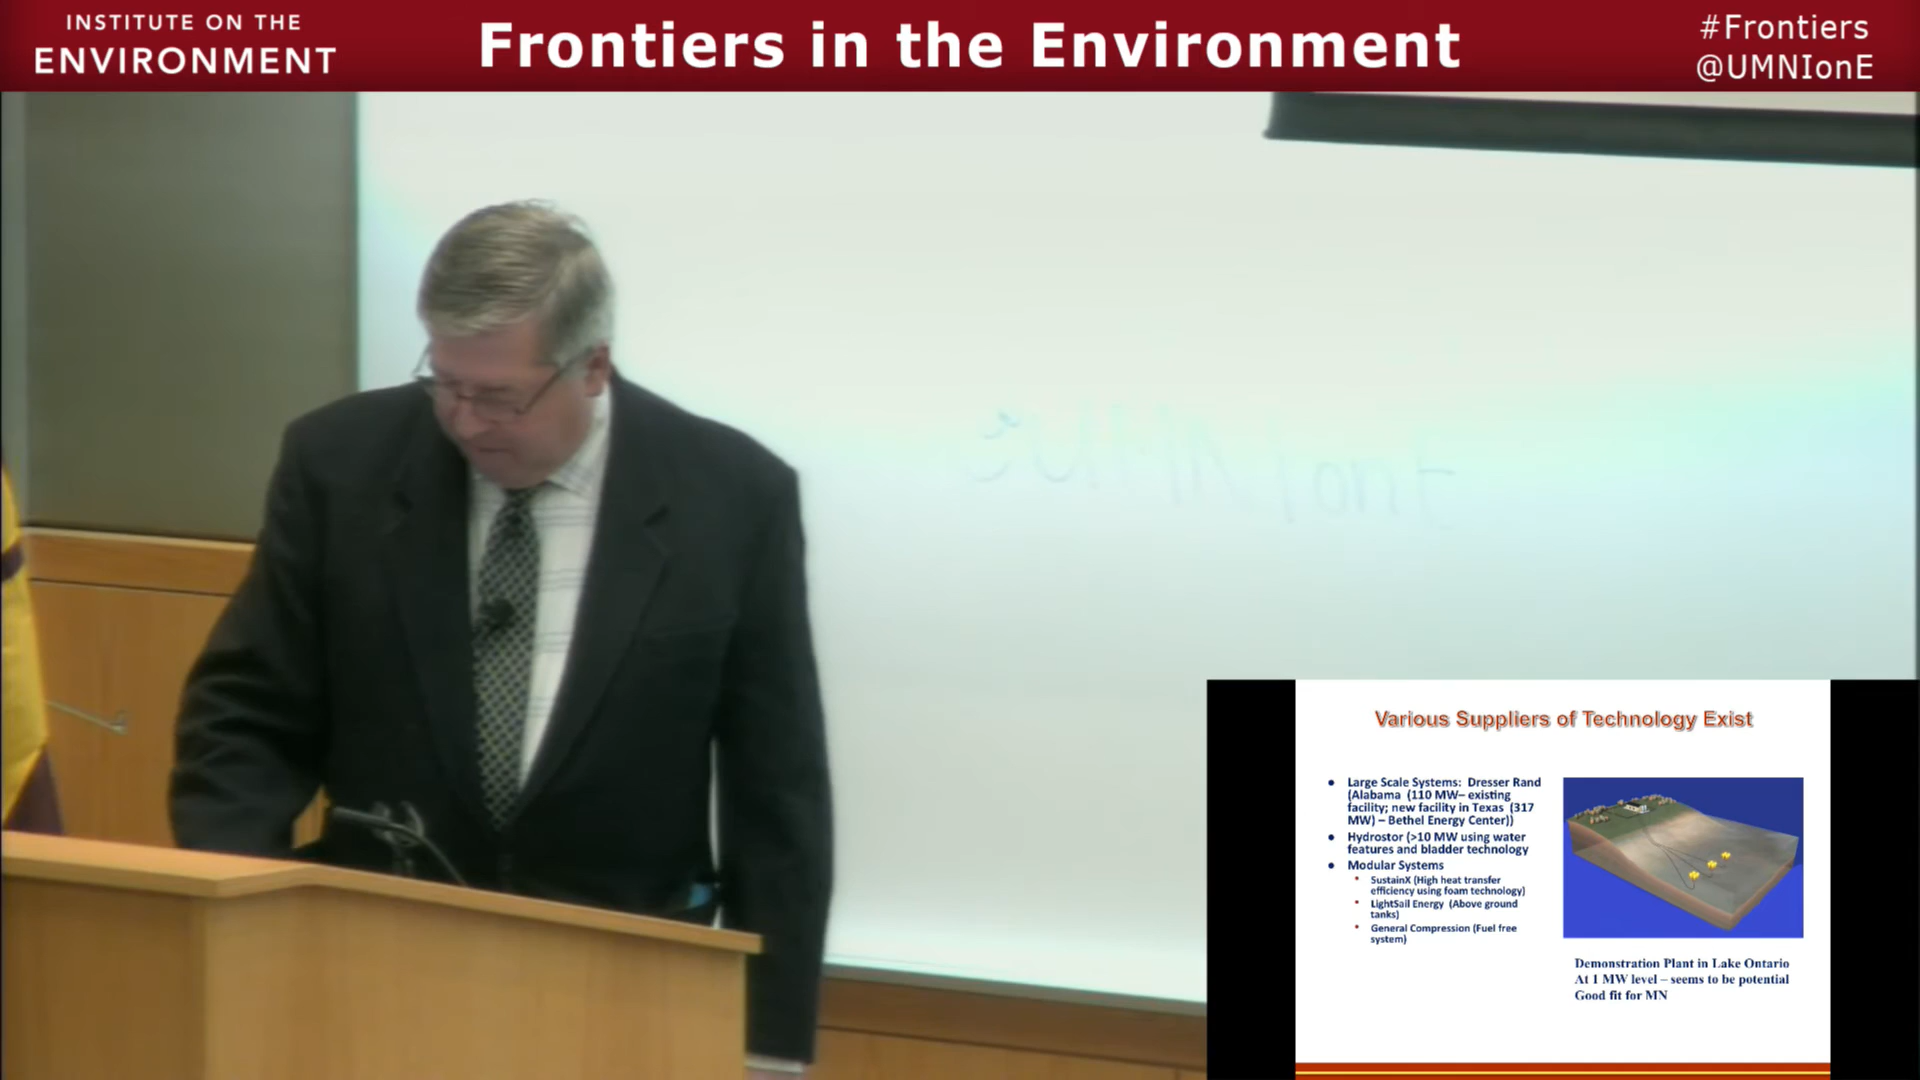 INSTITUTE ON THE
ENVIRONMENT
Frontiers in the Environment
#Frontiers
@UMNIonE
Various Suppliers of Technology Exist
Large Scale Systems: Dresser Rand
(Alabama (110 MW– existing
facility; new facility in Texas (317
MW) – Bethel Energy Center))
Hydrostor (>10 MW using water
features and bladder technology
Modular Systems
SustainX (High heat transfer
efficiency using foam technology)
LightSail Energy (Above ground
tanks)
General Compression (Fuel free
system)
Demonstration Plant in Lake Ontario
At 1 MW level – seems to be potential
Good fit for MN